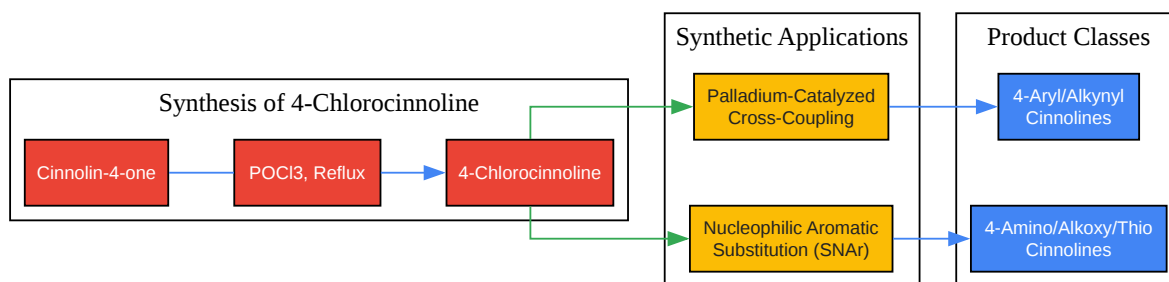 Synthesis of 4-Chlorocinnoline
Cinnolin-4-one
POCl3, Reflux
4-Chlorocinnoline
Synthetic Applications
Palladium-Catalyzed
Cross-Coupling
Nucleophilic Aromatic
Substitution (SNAr)
Product Classes
4-Aryl/Alkynyl
Cinnolines
4-Amino/Alkoxy/Thio
Cinnolines